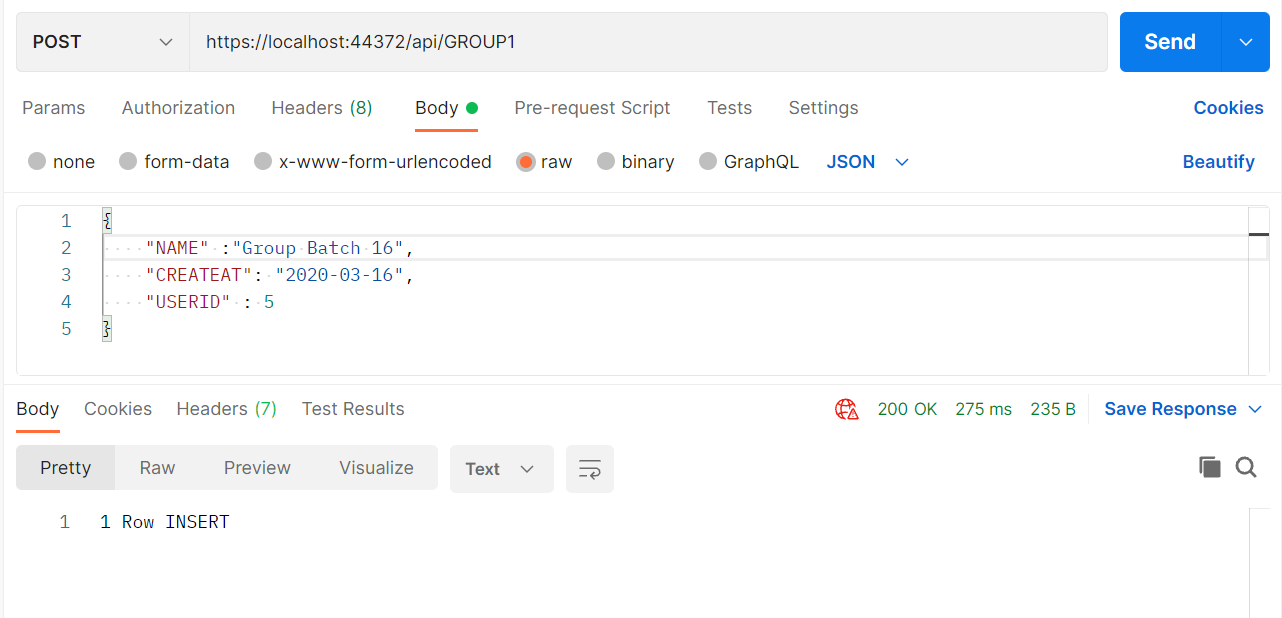 POST https://localhost:44372/api/GROUP1 Send
Params Authorization Headers (8) Body Pre-request Script Tests Settings Cookies
none form-data x-www-form-urlencoded raw binary GraphQL JSON Beautify
1 {
2 "NAME" :"Group Batch 16",
3 "CREATEAT": "2020-03-16",
4 "USERID" : 5
5 }
Body Cookies Headers (7) Test Results 200 OK 275 ms 235 B Save Response
Pretty Raw Preview Visualize Text
1 1 Row INSERT